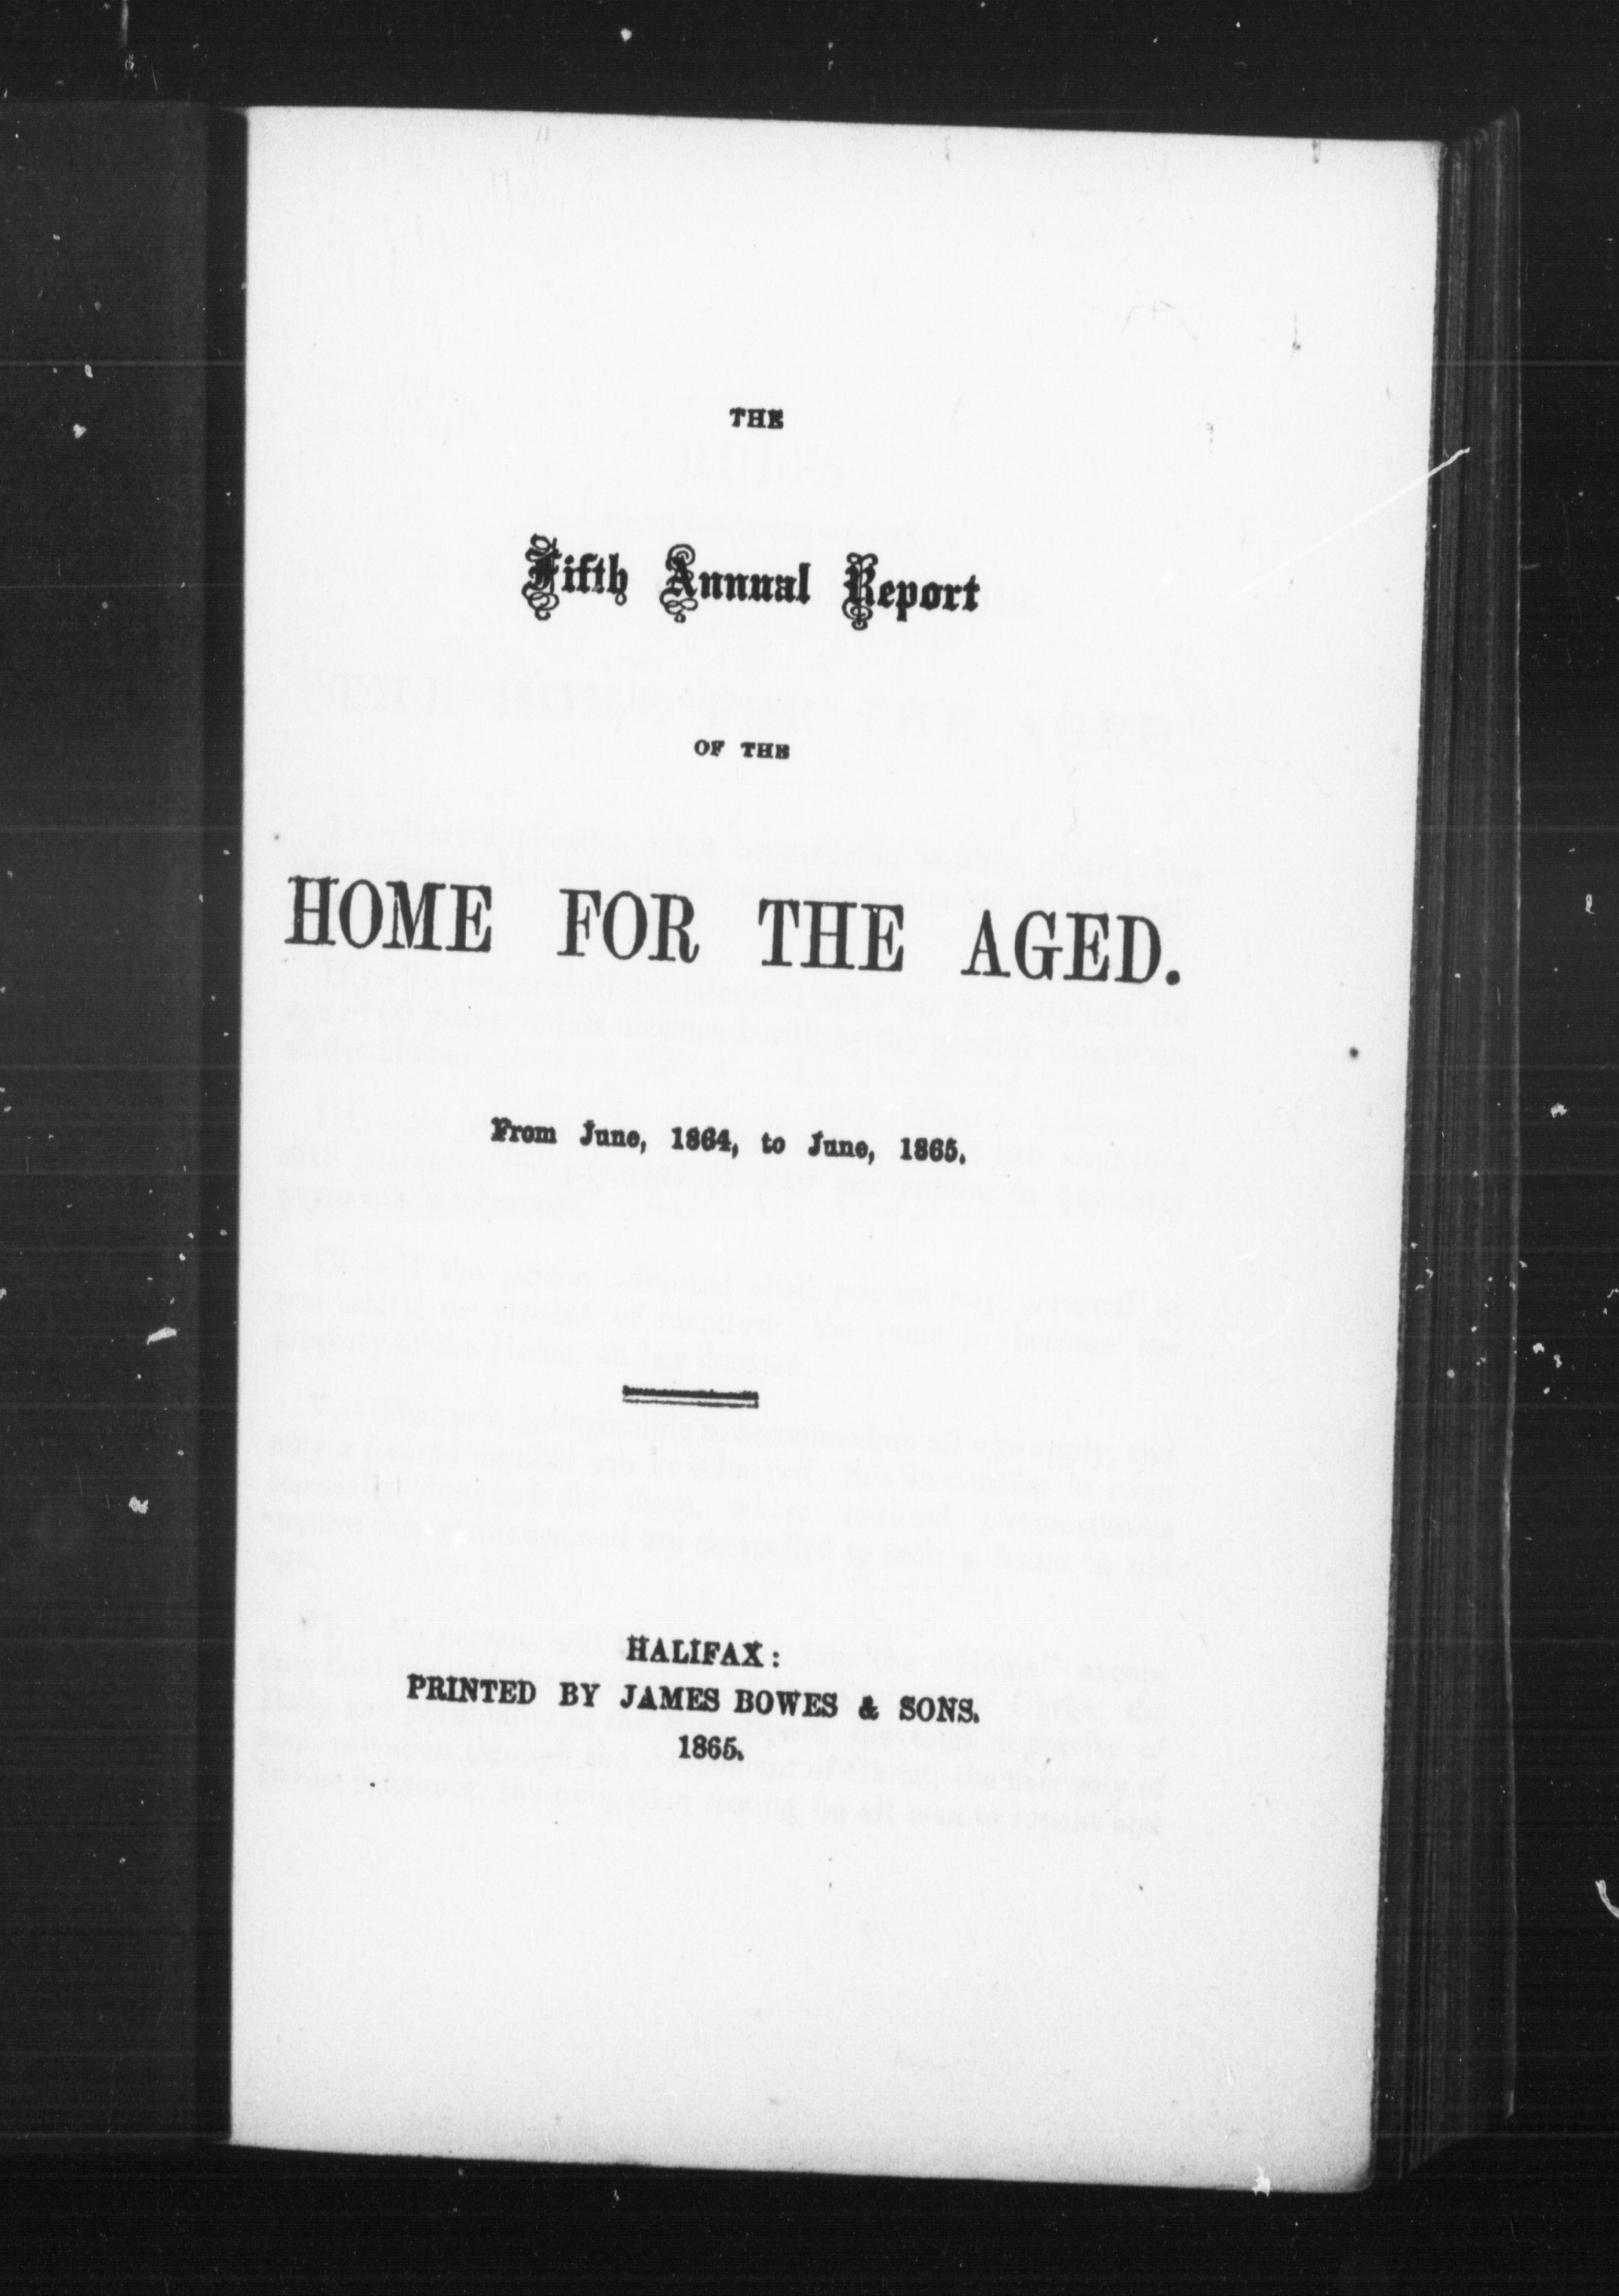 THE
Fifth Annual Report
OF THE
HOME FOR THE AGED.
From June, 1864, to June, 1865.
HALIFAX:
PRINTED BY JAMES BOWES & SONS.
1865.